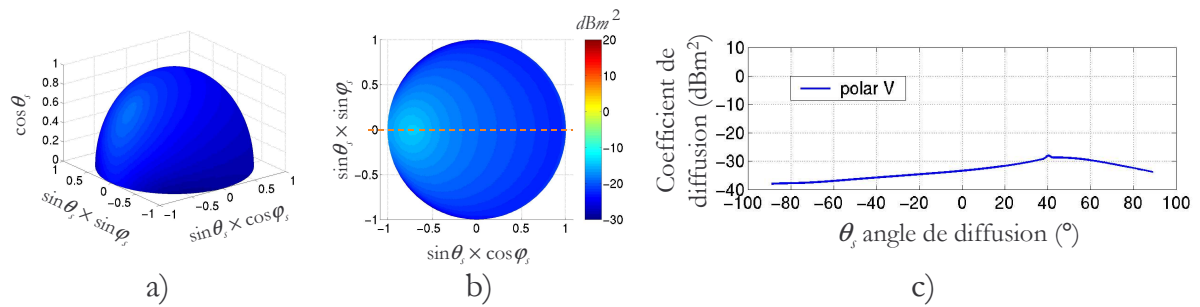 1
0.8
0.6
0.4
0.2
0
cosθs
1
0.5
0
−0.5
−1
sinθs × sinφs
−1
−0.5
0
0.5
1
sinθs × cosφs
a)
1
0.5
0
−0.5
−1
sinθs × sinφs
−1 −0.5 0 0.5 1
sinθs × cosφs
dBm²
20
10
0
−10
−20
−30
b)
Coefficient de
diffusion (dBm²)
10
0
−10
−20
−30
−40
polar V
−100 −80 −60 −40 −20 0 20 40 60 80 100
θs angle de diffusion (°)
c)